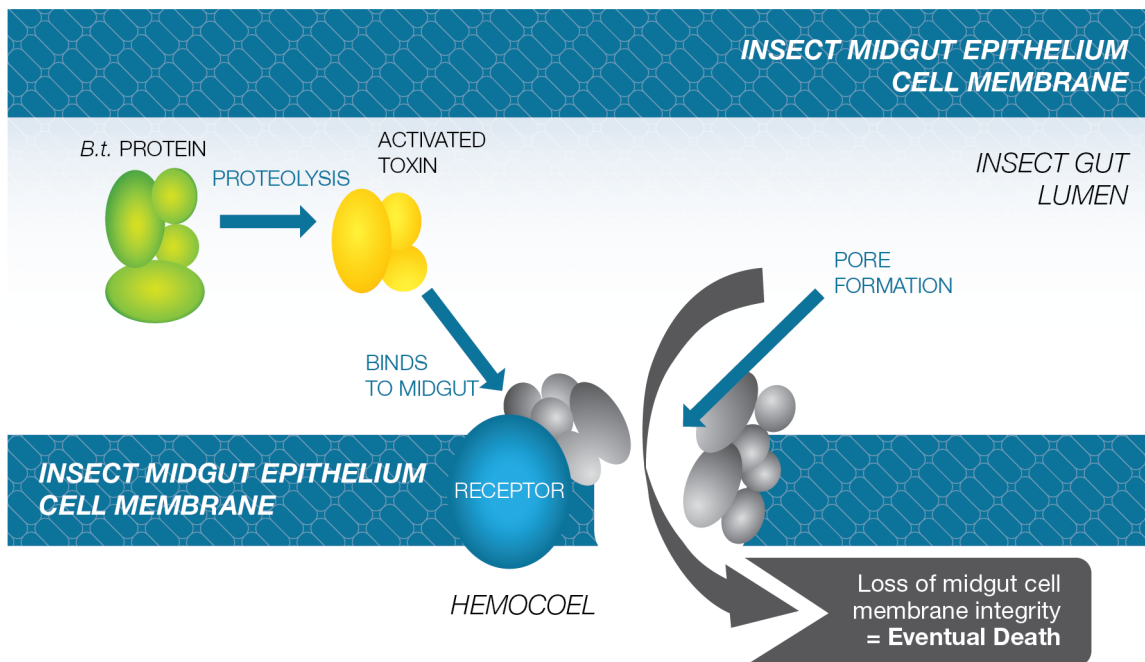 INSECT MIDGUT EPITHELIUM
CELL MEMBRANE
B.t. PROTEIN
PROTEOLYSIS
ACTIVATED
TOXIN
INSECT GUT
LUMEN
PORE
FORMATION
BINDS
TO MIDGUT
INSECT MIDGUT EPITHELIUM
CELL MEMBRANE
RECEPTOR
HEMOCOEL
Loss of midgut cell
membrane integrity
= Eventual Death